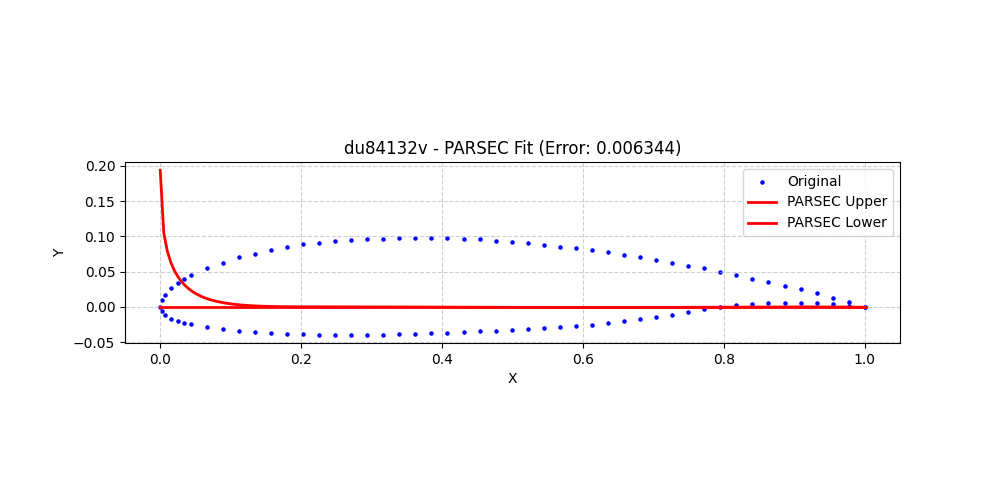 du84132v - PARSEC Fit (Error: 0.006344)
0.20
0.15
0.10
0.05
0.00
−0.05
Y
Original
PARSEC Upper
PARSEC Lower
0.0 0.2 0.4 0.6 0.8 1.0
X